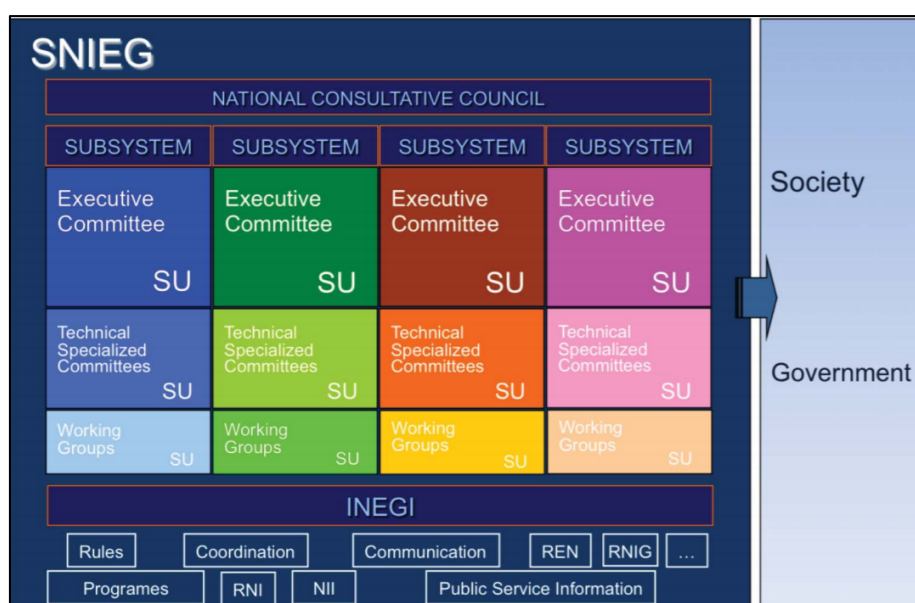 SNIEG
NATIONAL CONSULTATIVE COUNCIL
SUBSYSTEM SUBSYSTEM SUBSYSTEM SUBSYSTEM
Executive Committee SU
Executive Committee SU
Executive Committee SU
Executive Committee SU
Technical Specialized Committees SU
Technical Specialized Committees SU
Technical Specialized Committees SU
Technical Specialized Committees SU
Working Groups SU
Working Groups SU
Working Groups SU
Working Groups SU
INEGI
Rules Coordination Communication REN RNIG ...
Programes RNI NII Public Service Information
Society
Government